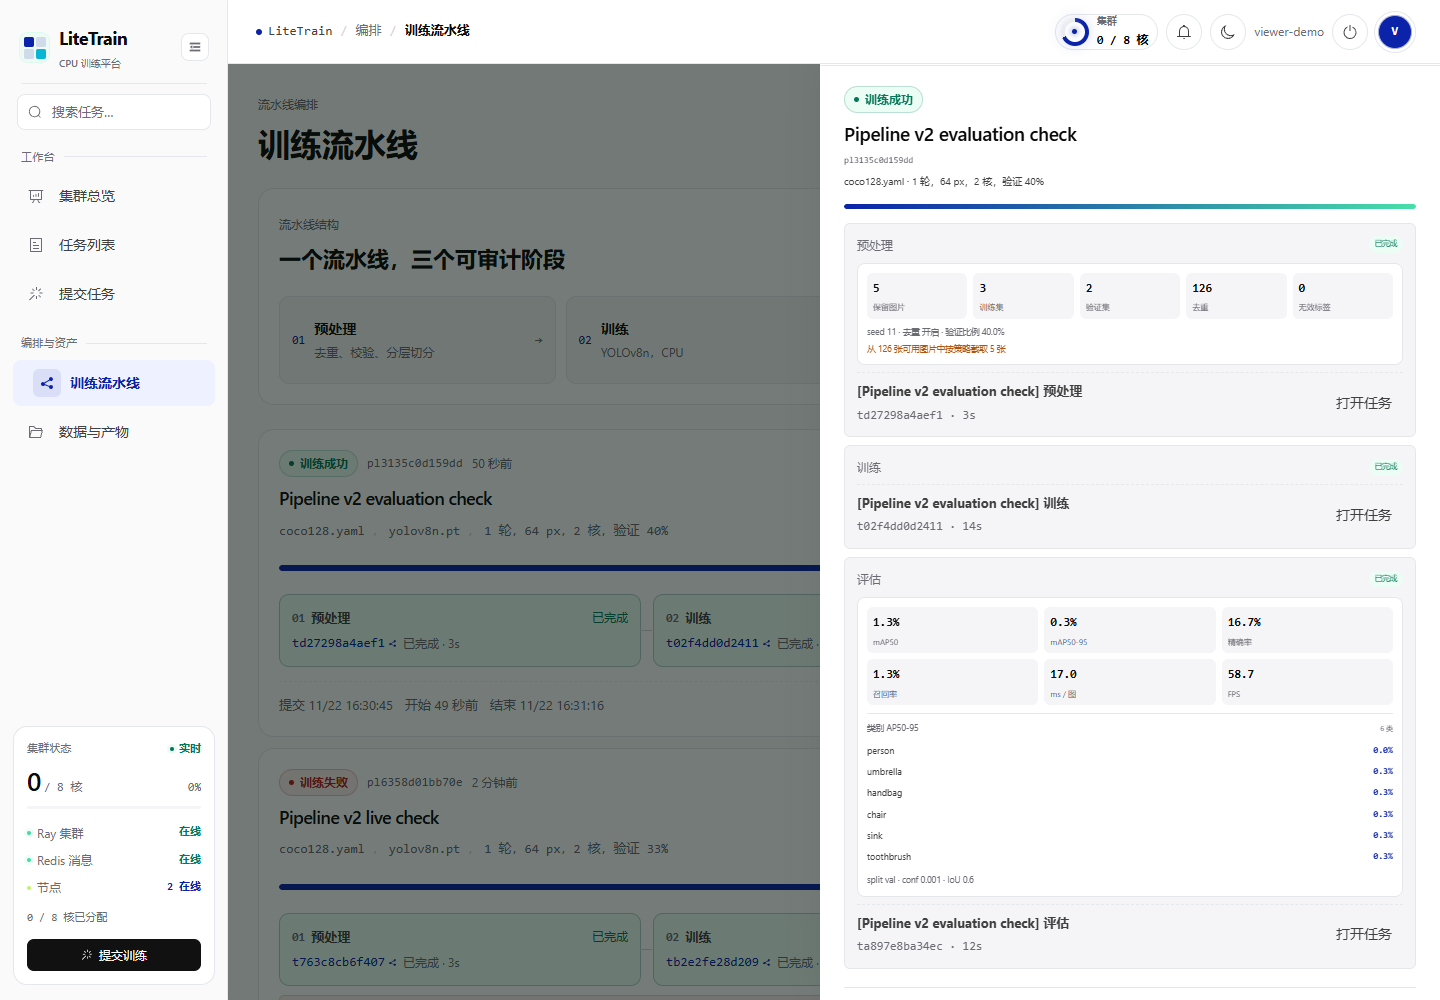 LiteTrain
CPU 训练平台
搜索任务...
工作台
集群总览
任务列表
提交任务
编排与资产
训练流水线
数据与产物
集群状态
实时
0 / 8 核
0%
Ray 集群
在线
Redis 消息
在线
节点
2 在线
0 / 8 核已分配
提交训练
LiteTrain / 编排 / 训练流水线
集群
0 / 8 核
viewer-demo
V
流水线编排
训练流水线
流水线结构
一个流水线，三个可审计阶段
01
预处理
去重、校验、分层切分
→
02
训练
YOLOv8n，CPU
训练成功
pl3135c0d159dd
50 秒前
Pipeline v2 evaluation check
coco128.yaml . yolov8n.pt . 1 轮，64 px，2 核，验证 40%
01 预处理
已完成
td27298a4aef1
已完成 · 3s
02 训练
t02f4dd0d2411
已完成 ·
提交 11/22 16:30:45
开始 49 秒前
结束 11/22 16:31:16
训练失败
pl6358d01bb70e
2 分钟前
Pipeline v2 live check
coco128.yaml . yolov8n.pt . 1 轮，64 px，2 核，验证 33%
01 预处理
已完成
t763c8cb6f407
已完成 · 3s
02 训练
tb2e2fe28d209
已完成 ·
训练成功
Pipeline v2 evaluation check
pl3135c0d159dd
coco128.yaml · 1 轮，64 px，2 核，验证 40%
预处理
已完成
5
保留图片
3
训练集
2
验证集
126
去重
0
无效标签
seed 11 · 去重 开启 · 验证比例 40.0%
从 126 张可用图片中按策略截取 5 张
[Pipeline v2 evaluation check] 预处理
td27298a4aef1 · 3s
打开任务
训练
已完成
[Pipeline v2 evaluation check] 训练
t02f4dd0d2411 · 14s
打开任务
评估
已完成
1.3%
mAP50
0.3%
mAP50-95
16.7%
精确率
1.3%
召回率
17.0
ms / 图
58.7
FPS
类别 AP50-95
6 类
person
0.0%
umbrella
0.3%
handbag
0.3%
chair
0.3%
sink
0.3%
toothbrush
0.3%
split val · conf 0.001 · IoU 0.6
[Pipeline v2 evaluation check] 评估
ta897e8ba34ec · 12s
打开任务